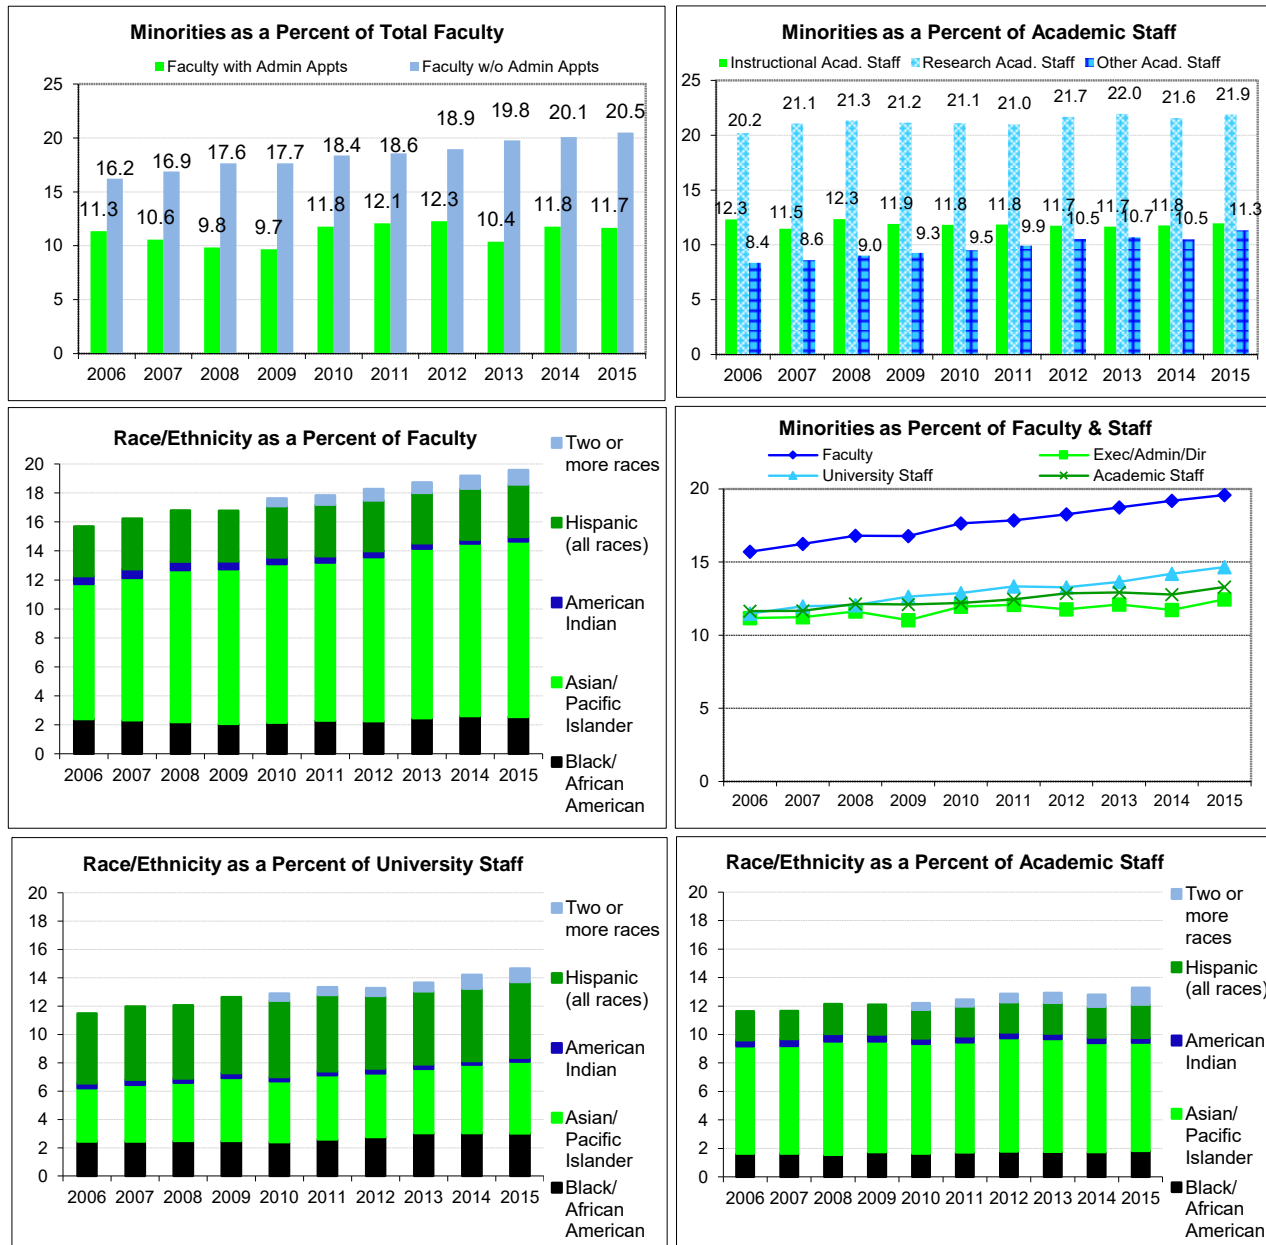 Minorities as a Percent of Total Faculty
Faculty with Admin Appts Faculty w/o Admin Appts
25
20
15
10
5
0
16.2 16.9 17.6 17.7 18.4 18.6 18.9 19.8 20.1 20.5
11.3 10.6 9.8 9.7 11.8 12.1 12.3 10.4 11.8 11.7
2006 2007 2008 2009 2010 2011 2012 2013 2014 2015
Minorities as a Percent of Academic Staff
Instructional Acad. Staff Research Acad. Staff Other Acad. Staff
25
20
15
10
5
0
20.2 21.1 21.3 21.2 21.1 21.0 21.7 22.0 21.6 21.9
12.3 11.5 12.3 11.9 11.8 11.8 11.7 11.7 11.8
8.4 8.6 9.0 9.3 9.5 9.9 10.5 10.7 10.5 11.3
2006 2007 2008 2009 2010 2011 2012 2013 2014 2015
Race/Ethnicity as a Percent of Faculty
20
18
16
14
12
10
8
6
4
2
0
2006 2007 2008 2009 2010 2011 2012 2013 2014 2015
Two or
more races
Hispanic
(all races)
American
Indian
Asian/
Pacific
Islander
Black/
African
American
Minorities as Percent of Faculty & Staff
Faculty Exec/Admin/Dir
University Staff Academic Staff
20
15
10
5
0
2006 2007 2008 2009 2010 2011 2012 2013 2014 2015
Race/Ethnicity as a Percent of University Staff
20
18
16
14
12
10
8
6
4
2
0
2006 2007 2008 2009 2010 2011 2012 2013 2014 2015
Two or
more races
Hispanic
(all races)
American
Indian
Asian/
Pacific
Islander
Black/
African
American
Race/Ethnicity as a Percent of Academic Staff
20
18
16
14
12
10
8
6
4
2
0
2006 2007 2008 2009 2010 2011 2012 2013 2014 2015
Two or
more
races
Hispanic
(all races)
American
Indian
Asian/
Pacific
Islander
Black/
African
American